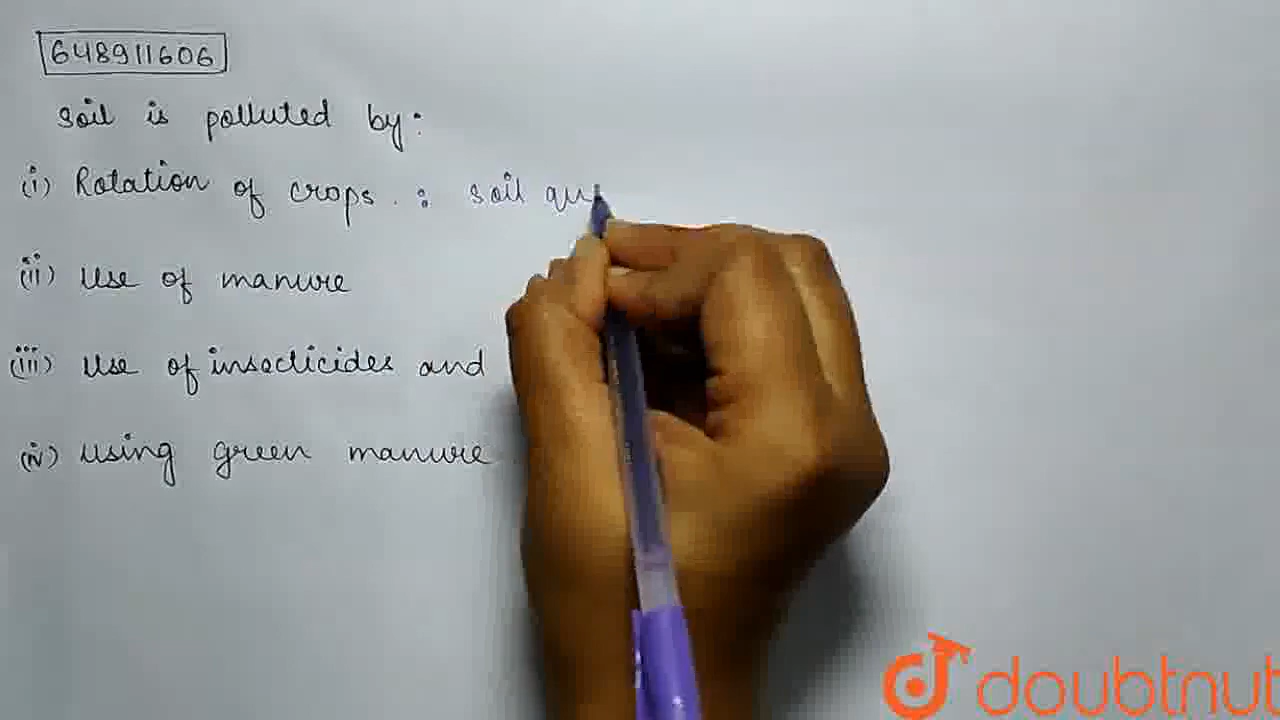 648911606
Soil is polluted by:
(i) Rotation of crops. : Soil qu
(ii) Use of manure
(iii) Use of insecticides and
(iv) using green manure
doubtnut